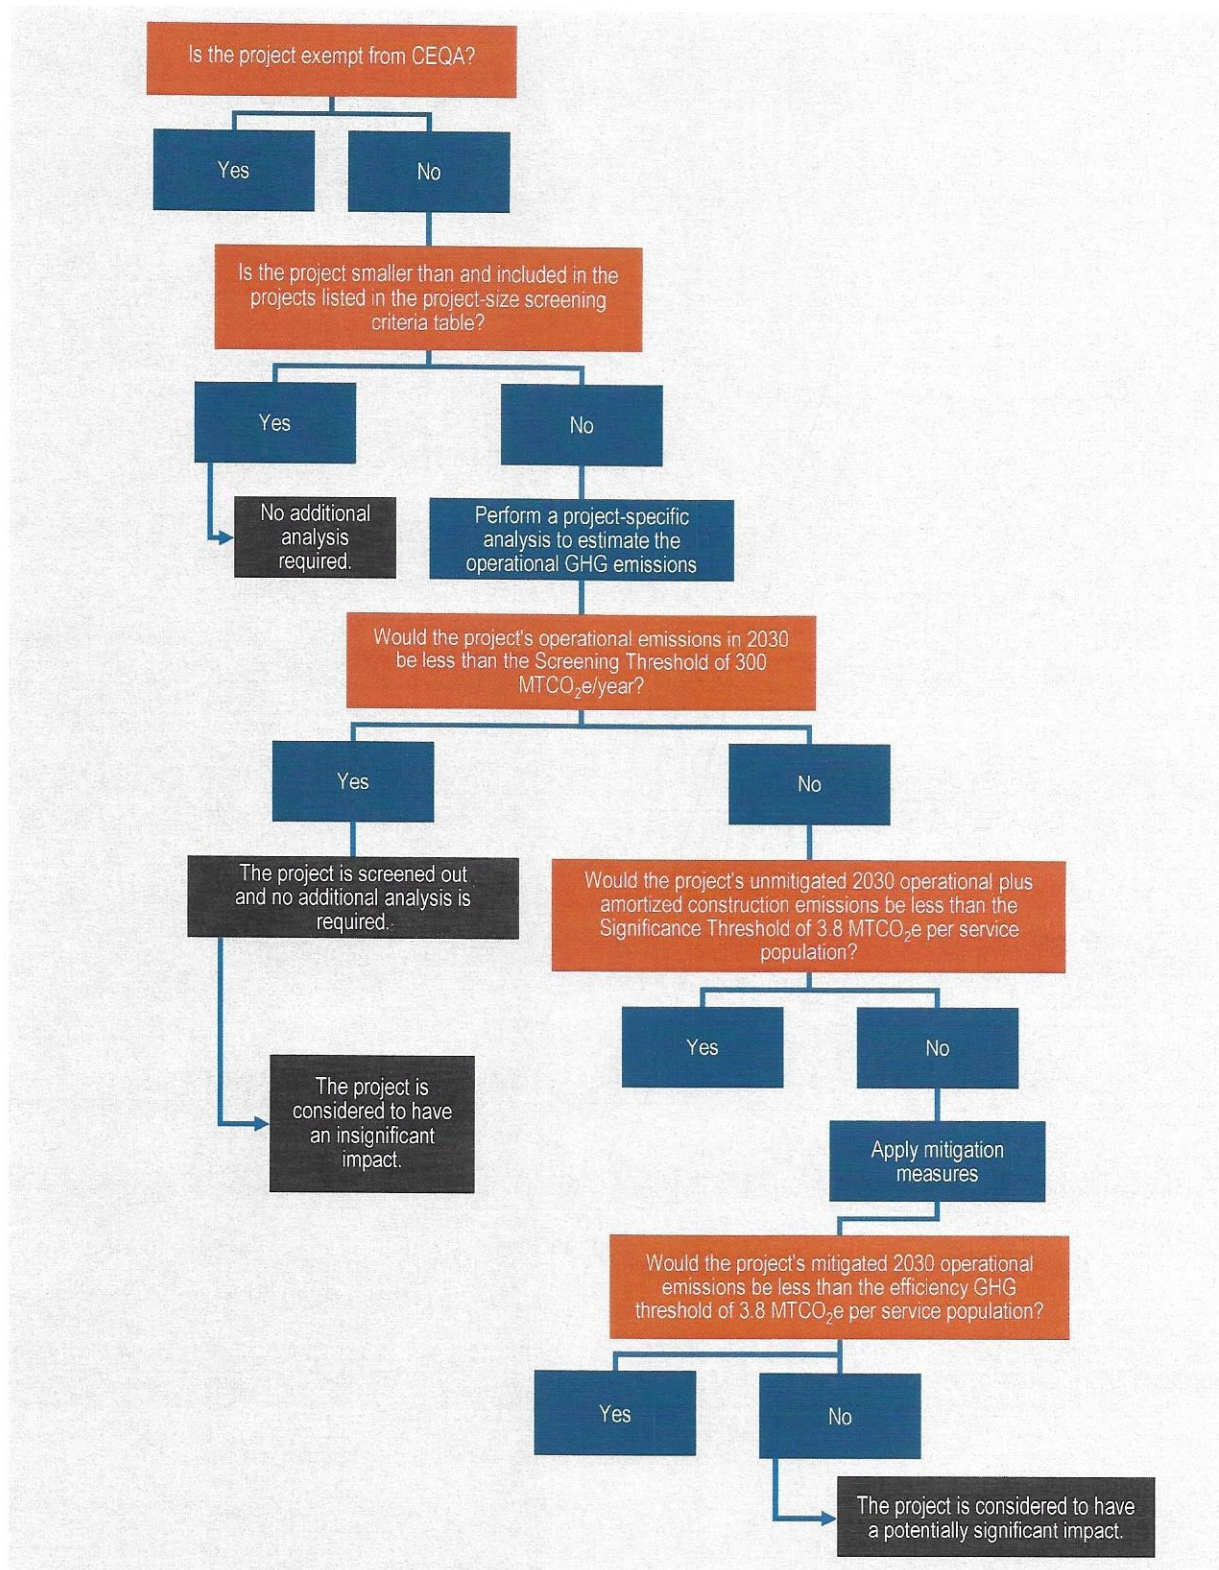 Is the project exempt from CEQA?
Yes
No
Is the project smaller than and included in the
projects listed in the project-size screening
criteria table?
Yes
No
No additional
analysis
required.
Perform a project-specific
analysis to estimate the
operational GHG emissions
Would the project's operational emissions in 2030
be less than the Screening Threshold of 300
MTCO₂e/year?
Yes
No
The project is screened out
and no additional analysis is
required.
Would the project's unmitigated 2030 operational plus
amortized construction emissions be less than the
Significance Threshold of 3.8 MTCO₂e per service
population?
Yes
No
The project is
considered to have
an insignificant
impact.
Apply mitigation
measures
Would the project's mitigated 2030 operational
emissions be less than the efficiency GHG
threshold of 3.8 MTCO₂e per service population?
Yes
No
The project is considered to have
a potentially significant impact.